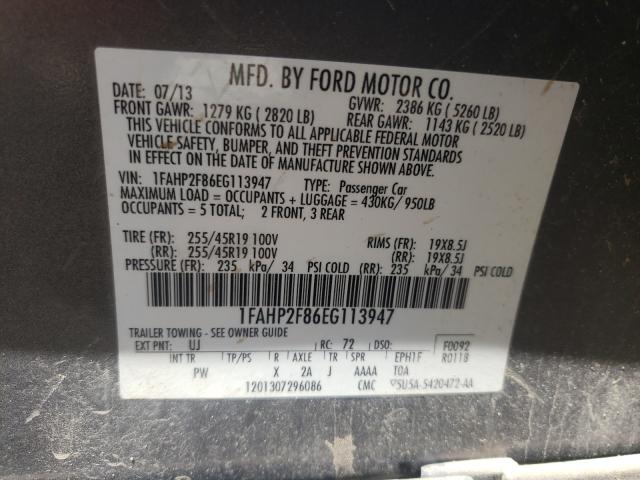 MFD. BY FORD MOTOR CO.
DATE: 07/13 GVWR: 2386 KG ( 5260 LB)
FRONT GAWR: 1279 KG ( 2820 LB) REAR GAWR: 1143 KG ( 2520 LB)
THIS VEHICLE CONFORMS TO ALL APPLICABLE FEDERAL MOTOR
VEHICLE SAFETY, BUMPER, AND THEFT PREVENTION STANDARDS
IN EFFECT ON THE DATE OF MANUFACTURE SHOWN ABOVE.
VIN: 1FAHP2F86EG113947 TYPE: Passenger Car
MAXIMUM LOAD = OCCUPANTS + LUGGAGE = 430KG/ 950LB
OCCUPANTS = 5 TOTAL; 2 FRONT, 3 REAR
TIRE (FR): 255/45R19 100V RIMS (FR): 19X8.5J
(RR): 255/45R19 100V (RR): 19X8.5J
PRESSURE (FR): 235 kPa/ 34 PSI COLD (RR): 235 kPa/ 34 PSI COLD
1FAHP2F86EG113947
TRAILER TOWING - SEE OWNER GUIDE
EXT PNT: UJ RC: 72 DSO: F0092
INT TR TP/PS R AXLE TR SPR EPH1F R0118
PW X 2A J AAAA T0A
1201307296086 CMC 5U5A-5420472-AA